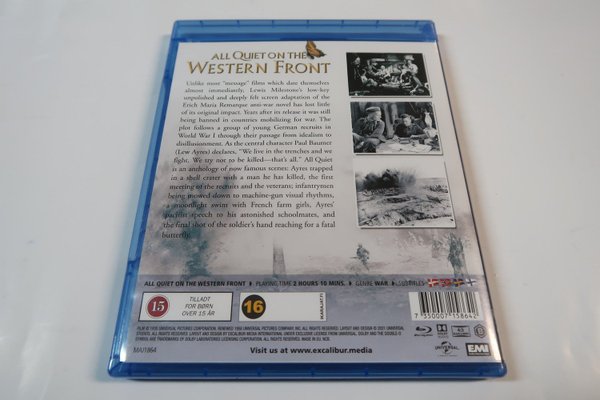 ALL QUIET ON THE
WESTERN FRONT
Unlike most "message" films which date themselves
almost immediately, Lewis Milestone's low-key
unpolished and deeply felt screen adaptation of the
Erich Maria Remarque anti-war novel has lost little
of its original impact. Years after its release it was still
being banned in countries mobilizing for war. The
plot follows a group of young German recruits in
World War I through their passage from idealism to
disillusionment. As the central character Paul Baumer
(Lew Ayres) declares, "We live in the trenches and we
fight. We try not to be killed—that's all." All Quiet
is an anthology of now famous scenes: Ayres trapped
in a shell crater with a man he has killed, the first
meeting of the recruits and the veterans; infantrymen
being mowed down to machine-gun visual rhythms,
a moonlight swim with French farm girls, Ayres'
pacifist speech to his astonished schoolmates, and
the final shot of the soldier's hand reaching for a fatal
butterfly.
ALL QUIET ON THE WESTERN FRONT ▶ PLAYING TIME 2 HOURS 10 MINS. ▶ GENRE WAR ▶ SUBTITLES
15
TILLADT
FOR BØRN
OVER 15 ÅR
16
7 350007 158642
MAU1864
Visit us at www.excalibur.media
UNIVERSAL
EMI